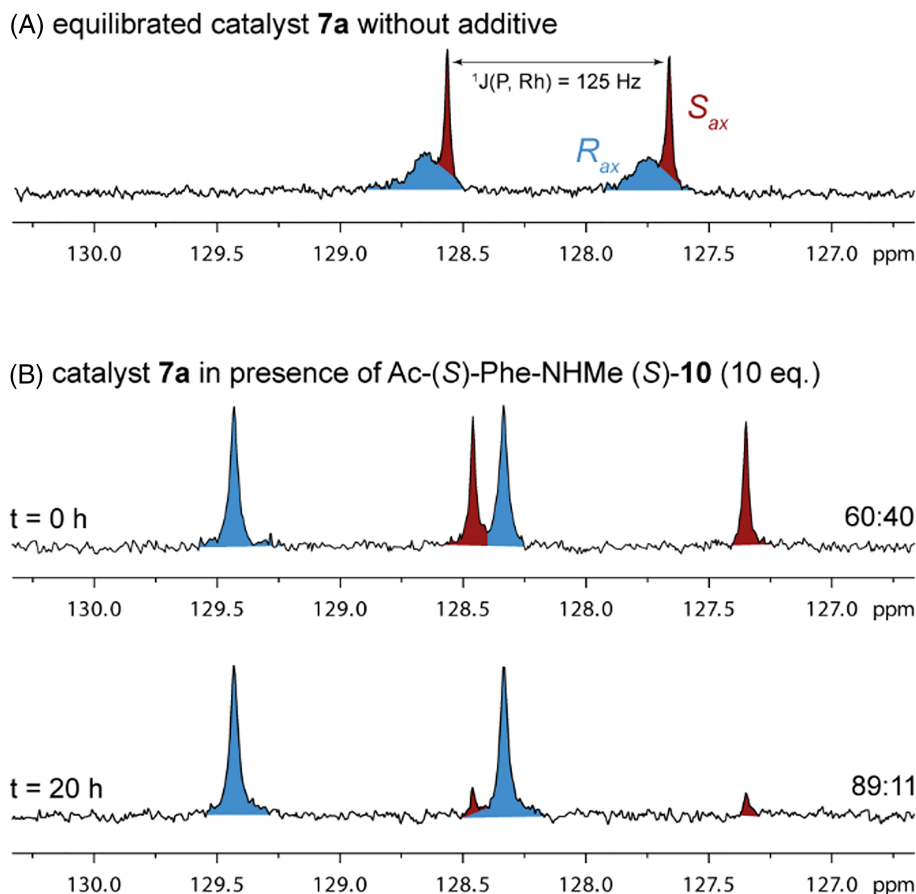 (A) equilibrated catalyst 7a without additive
¹J(P, Rh) = 125 Hz
Sax
Rax
130.0 129.5 129.0 128.5 128.0 127.5 127.0 ppm
(B) catalyst 7a in presence of Ac-(S)-Phe-NHMe (S)-10 (10 eq.)
t = 0 h 60:40
130.0 129.5 129.0 128.5 128.0 127.5 127.0 ppm
t = 20 h 89:11
130.0 129.5 129.0 128.5 128.0 127.5 127.0 ppm